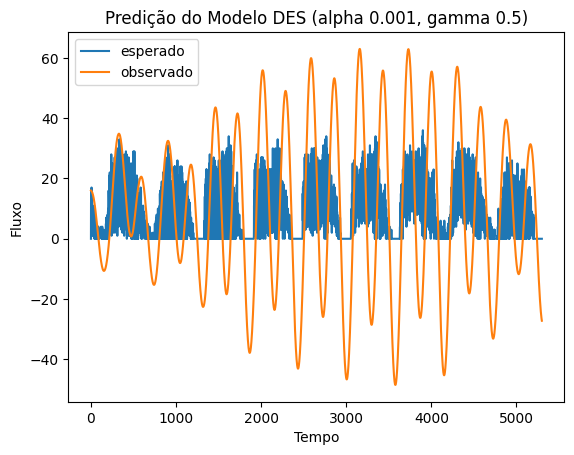 Predição do Modelo DES (alpha 0.001, gamma 0.5)
esperado
observado
60
40
20
0
−20
−40
Fluxo
0
1000
2000
3000
4000
5000
Tempo